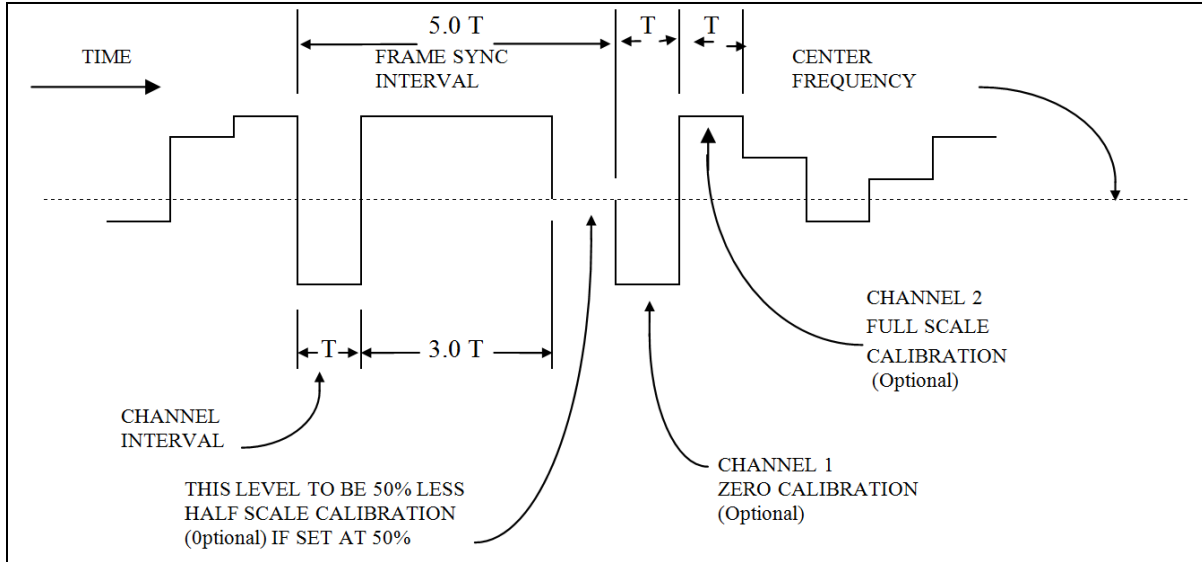 5.0 T
T
T
TIME
FRAME SYNC
INTERVAL
CENTER
FREQUENCY
T
3.0 T
CHANNEL 2
FULL SCALE
CALIBRATION
(Optional)
CHANNEL
INTERVAL
CHANNEL 1
ZERO CALIBRATION
(Optional)
THIS LEVEL TO BE 50% LESS
HALF SCALE CALIBRATION
(0ptional) IF SET AT 50%